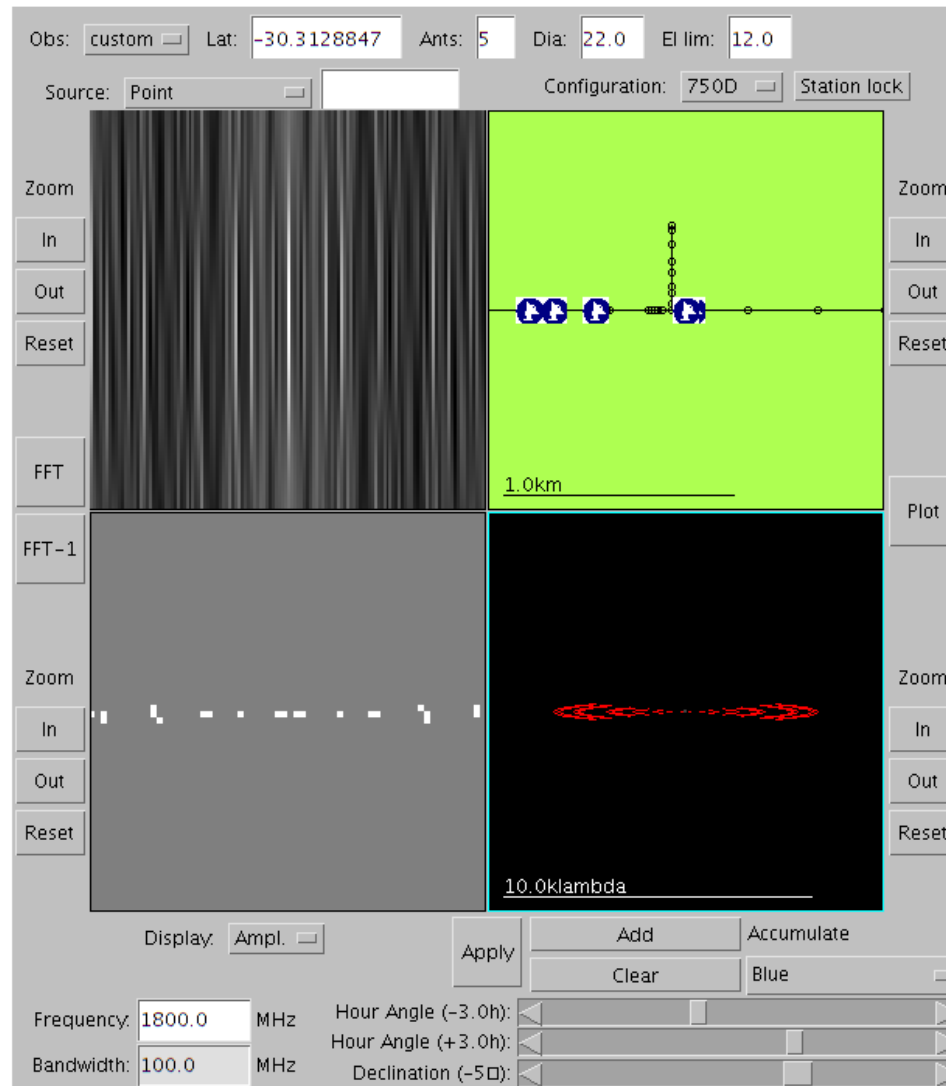 Obs: custom Lat: -30.3128847 Ants: 5 Dia: 22.0 El lim: 12.0
Source: Point Configuration: 750D Station lock
Zoom Zoom
In In
Out Out
Reset Reset
1.0km
FFT
Plot
FFT-1
Zoom Zoom
In In
Out Out
Reset Reset
10.0klambda
Display: Ampl. Apply Add Accumulate
Clear Blue
Frequency: 1800.0 MHz Hour Angle (-3.0h):
Hour Angle (+3.0h):
Bandwidth: 100.0 MHz Declination (-5□):